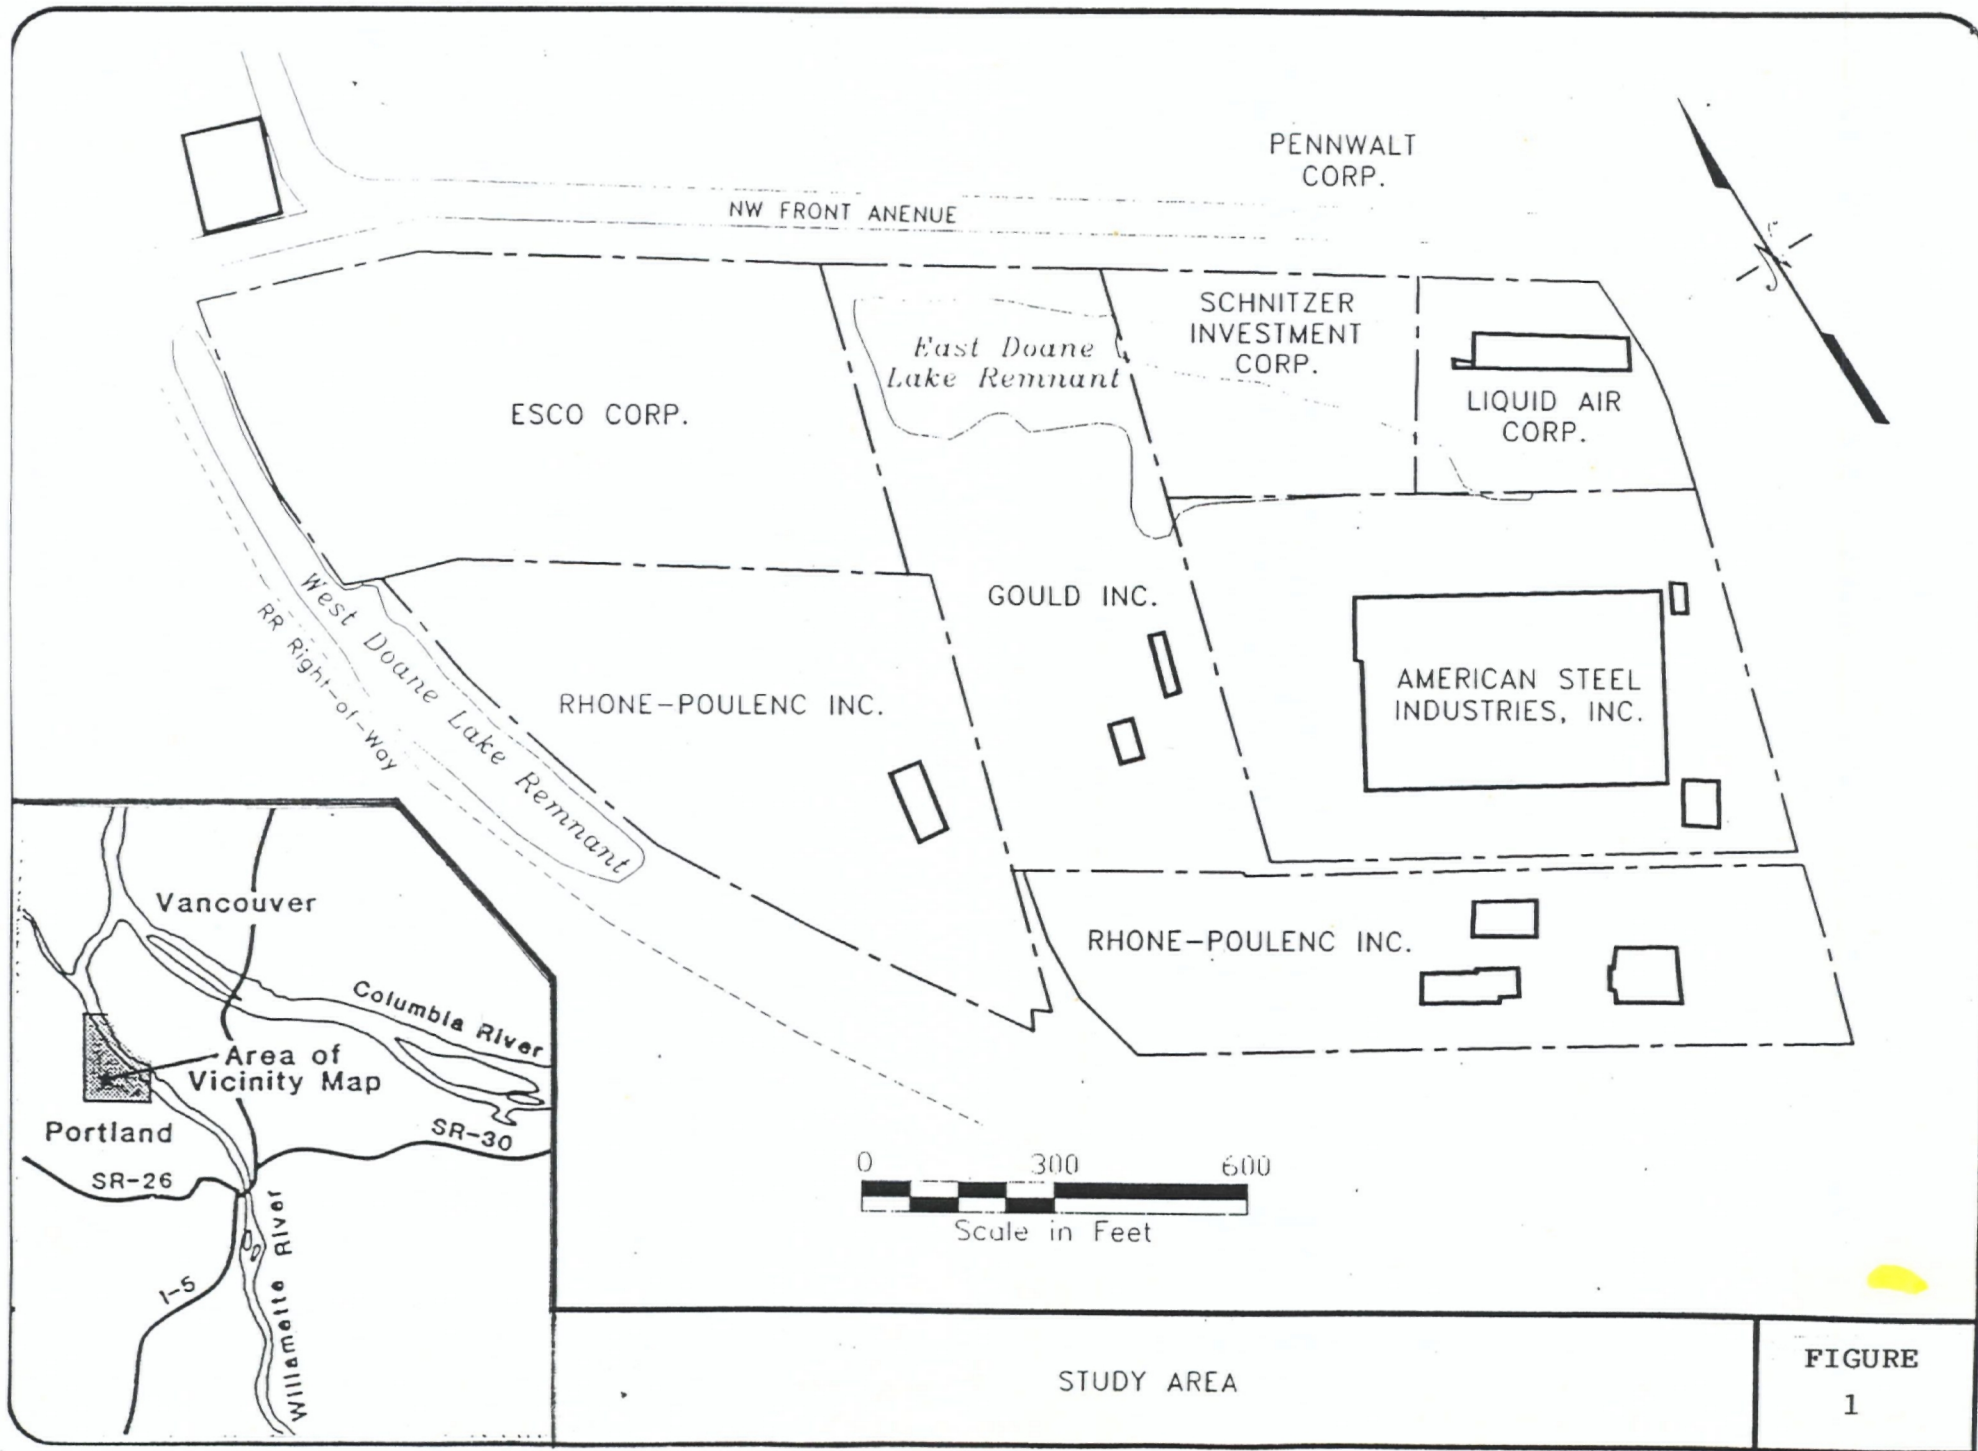 PENNWALT
CORP.
NW FRONT ANENUE
SCHNITZER
INVESTMENT
CORP.
East Doane
Lake Remnant
LIQUID AIR
CORP.
ESCO CORP.
GOULD INC.
West Doane Lake Remnant
RR Right-of-Way
RHONE-POULENC INC.
AMERICAN STEEL
INDUSTRIES, INC.
RHONE-POULENC INC.
Vancouver
Columbia River
Area of
Vicinity Map
Portland
SR-30
SR-26
I-5
Willamette River
0 300 600
Scale in Feet
STUDY AREA
FIGURE
1